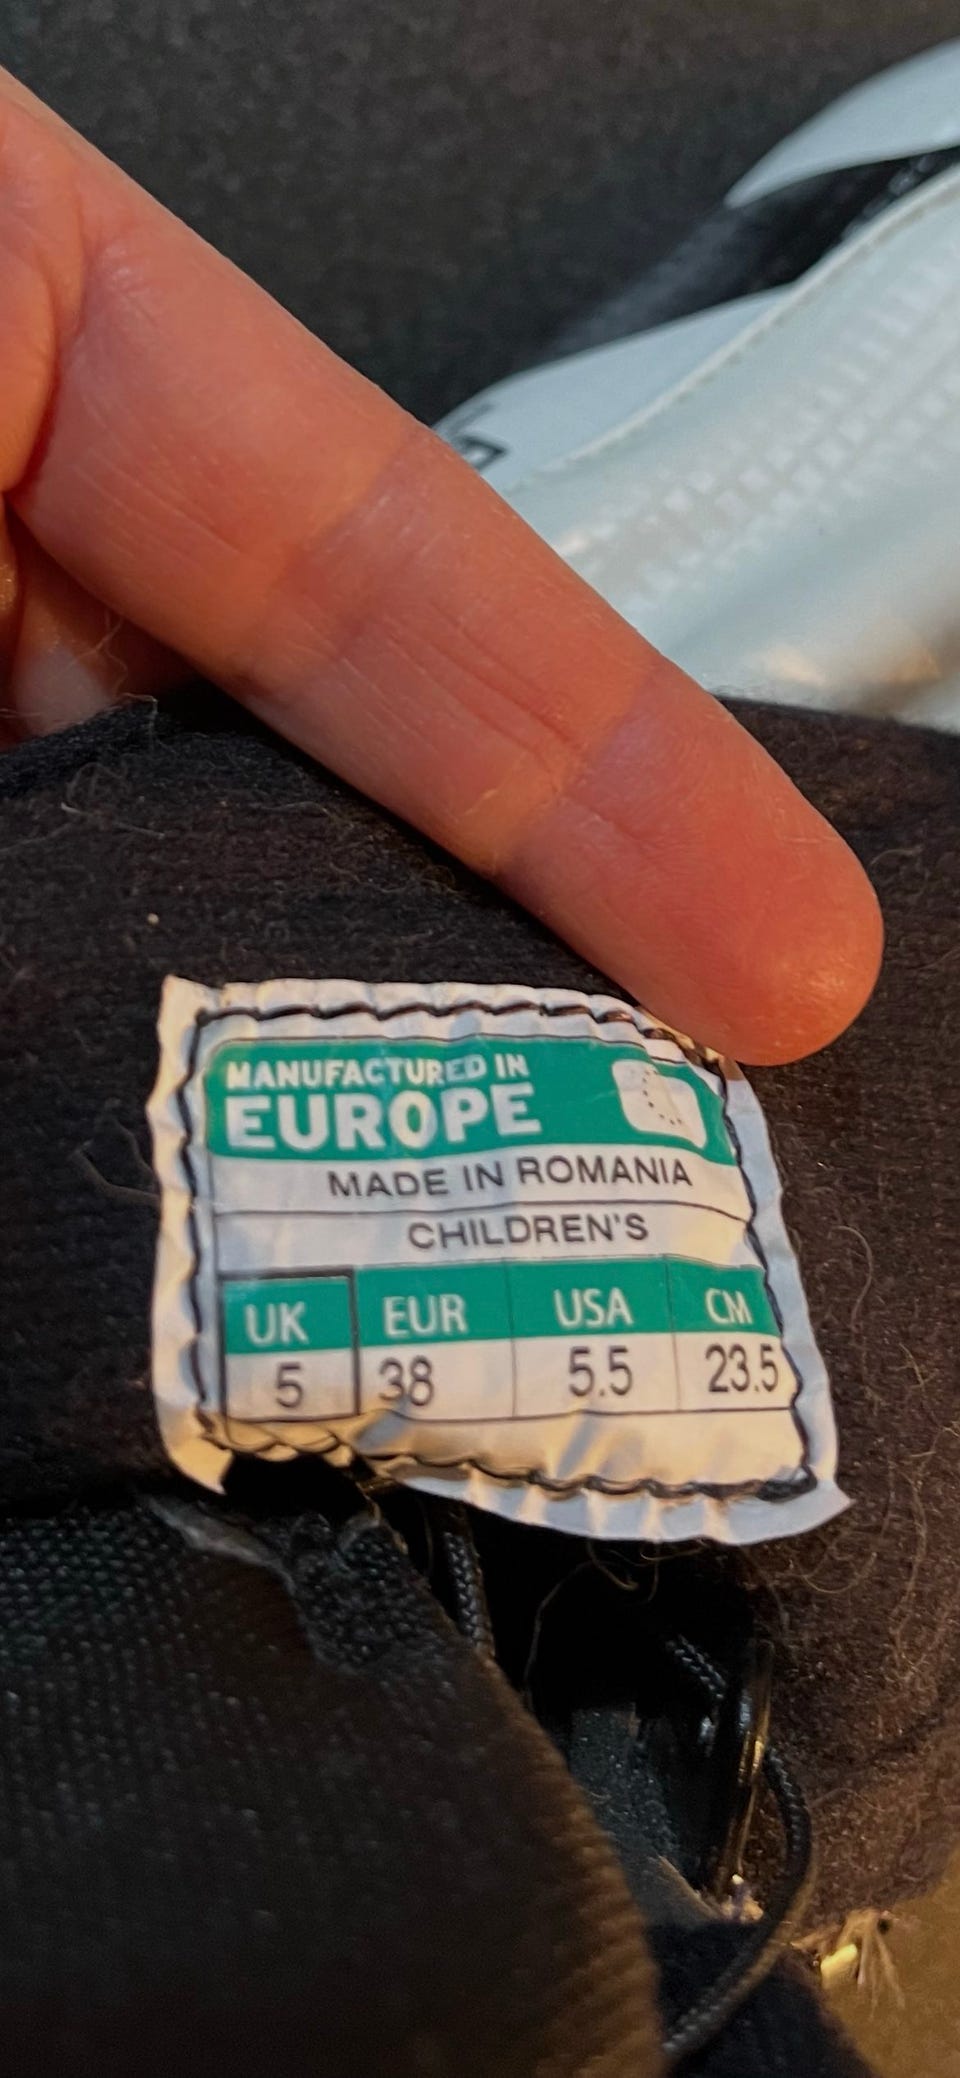 MANUFACTURED IN
EUROPE
MADE IN ROMANIA
CHILDREN'S
UK EUR USA CM
5 38 5.5 23.5